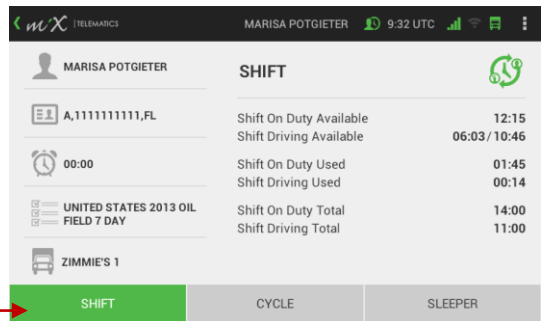 MiX TELEMATICS MARISA POTGIETER 9:32 UTC
MARISA POTGIETER
A,1111111111,FL
00:00
UNITED STATES 2013 OIL
FIELD 7 DAY
ZIMMIE'S 1
SHIFT
Shift On Duty Available 12:15
Shift Driving Available 06:03/10:46
Shift On Duty Used 01:45
Shift Driving Used 00:14
Shift On Duty Total 14:00
Shift Driving Total 11:00
SHIFT CYCLE SLEEPER